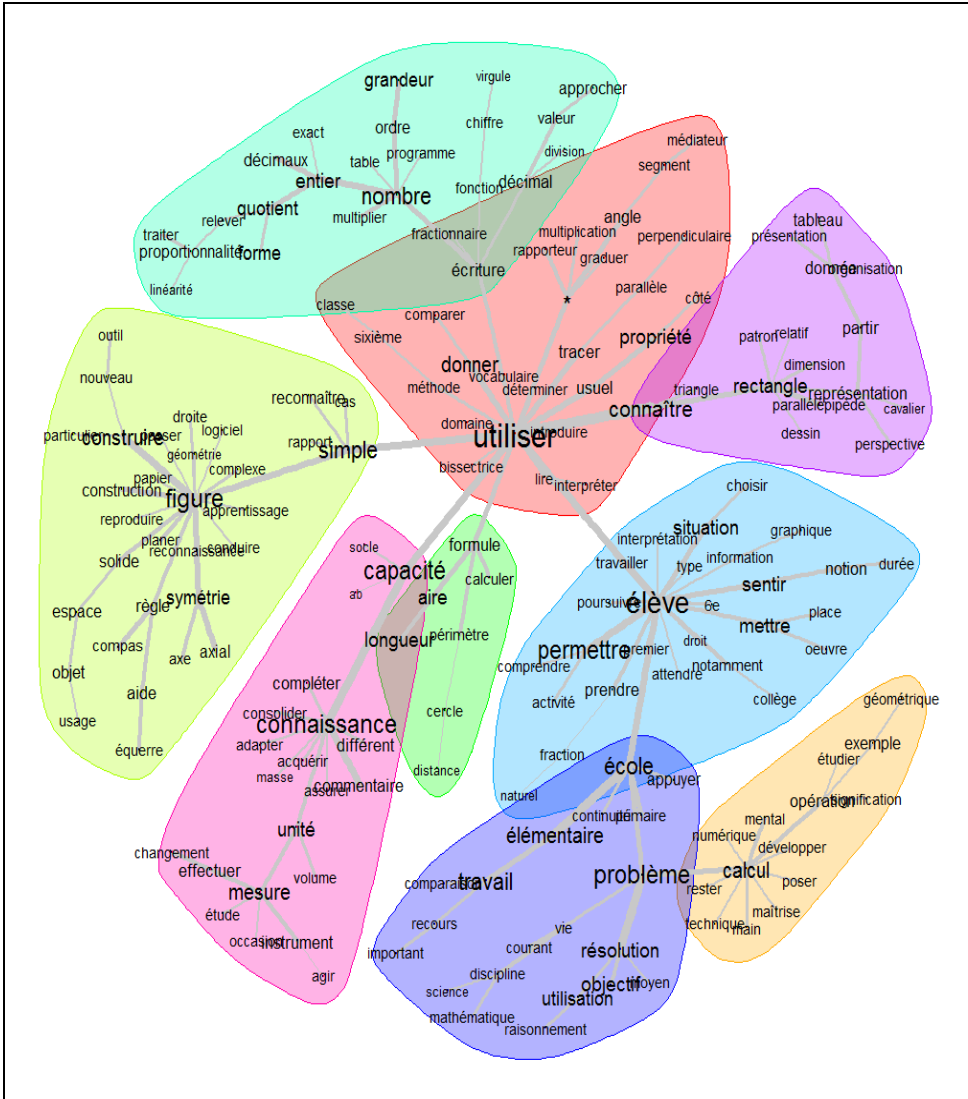 grandeur
virgule
approcher
ordre
chiffre
valeur
exact
décimaux
table
programme
division
entier
nombre
fonction
décimal
quotient
relever
multiplier
traiter
proportionnalité
forme
fractionnaire
écriture
linéarité
médiateur
segment
angle
multiplication
rapporteur
graduer
perpendiculaire
*
parallèle
côté
classe
comparer
sixième
tracer
propriété
donner
vocabulaire
méthode
déterminer
usuel
connaître
domaine
utiliser
introduire
bissectrice
lire
interpréter
tableau
présentation
donnée
organisation
partir
patron
relatif
dimension
triangle
rectangle
représentation
parallélépipède
cavalier
dessin
perspective
outil
nouveau
reconnaître
cas
droite
logiciel
particulier
construire
passer
géométrie
rapport
simple
papier
complexe
construction
figure
apprentissage
reproduire
planer
reconnaissance
conduire
solide
symétrie
espace
règle
compas
axe
axial
objet
aide
usage
équerre
socle
capacité
arb
longueur
compléter
consolider
connaissance
adapter
différent
acquérir
masse
assurer
commentaire
unité
changement
effectuer
volume
mesure
étude
occasion
instrument
agir
formule
calculer
aire
périmètre
cercle
distance
choisir
situation
graphique
interprétation
travailler
type
information
sentir
notion
durée
poursuivre
élève
6e
place
mettre
permettre
premier
droit
oeuvre
comprendre
attendre
notamment
activité
prendre
collège
fraction
naturel
école
appuyer
continuité
primaire
élémentaire
comparaison
travail
problème
recours
vie
important
courant
résolution
discipline
science
objectif
moyen
utilisation
mathématique
raisonnement
géométrique
exemple
étudier
opération
signification
mental
numérique
développer
calcul
rester
poser
maîtrise
technique
main